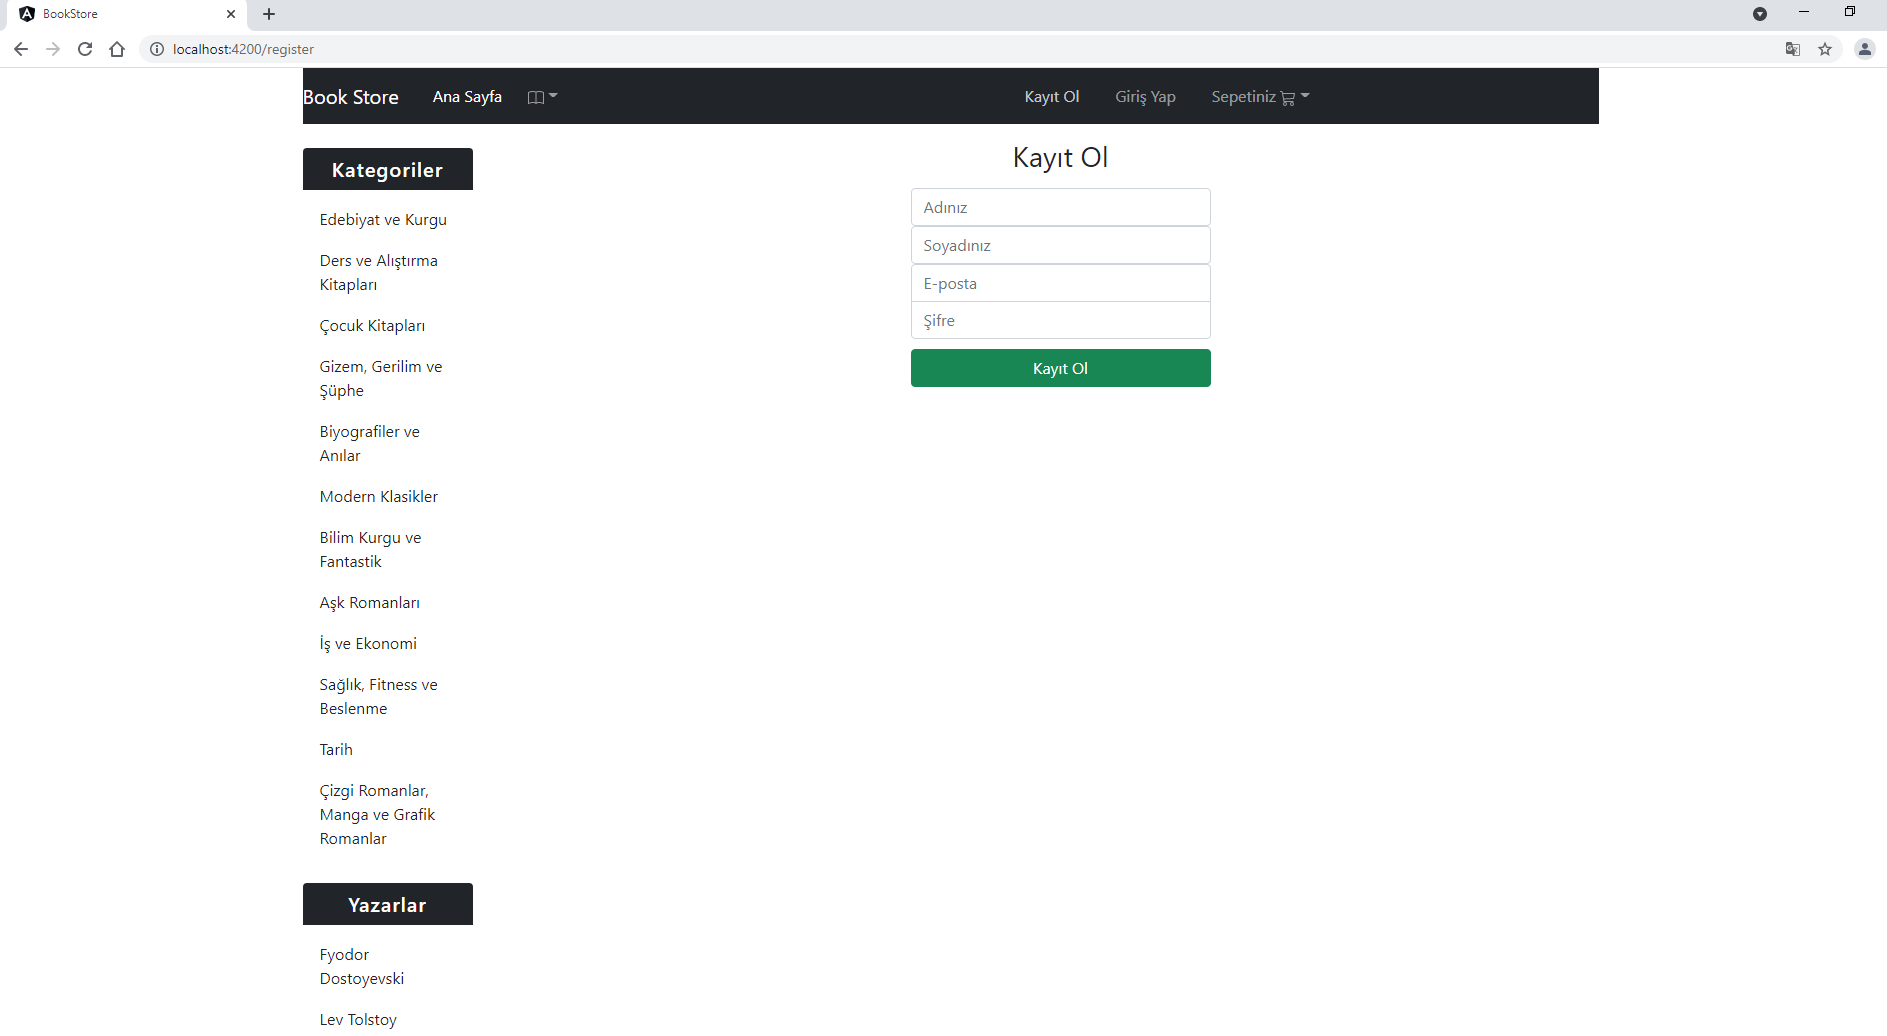 BookStore
localhost:4200/register
Book Store Ana Sayfa Kayıt Ol Giriş Yap Sepetiniz
Kategoriler
Edebiyat ve Kurgu
Ders ve Alıştırma
Kitapları
Çocuk Kitapları
Gizem, Gerilim ve
Şüphe
Biyografiler ve
Anılar
Modern Klasikler
Bilim Kurgu ve
Fantastik
Aşk Romanları
İş ve Ekonomi
Sağlık, Fitness ve
Beslenme
Tarih
Çizgi Romanlar,
Manga ve Grafik
Romanlar
Yazarlar
Fyodor
Dostoyevski
Lev Tolstoy
Kayıt Ol
Adınız
Soyadınız
E-posta
Şifre
Kayıt Ol